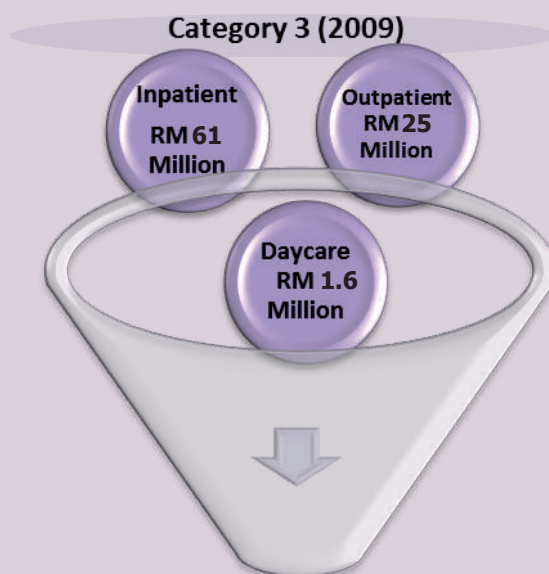 Category 3 (2009)
Inpatient
RM 61
Million
Outpatient
RM 25
Million
Daycare
RM 1.6
Million